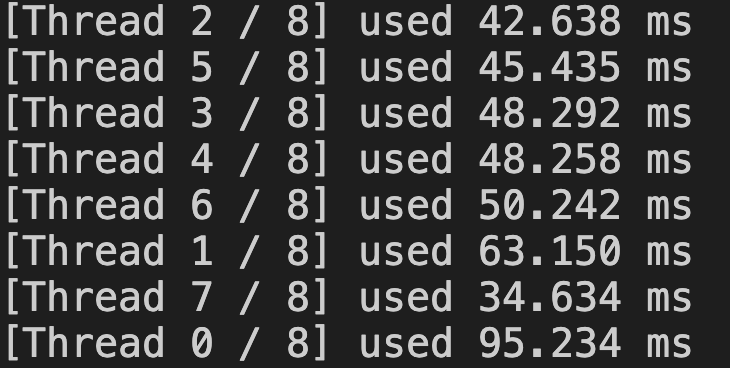 [Thread 2 / 8] used 42.638 ms
[Thread 5 / 8] used 45.435 ms
[Thread 3 / 8] used 48.292 ms
[Thread 4 / 8] used 48.258 ms
[Thread 6 / 8] used 50.242 ms
[Thread 1 / 8] used 63.150 ms
[Thread 7 / 8] used 34.634 ms
[Thread 0 / 8] used 95.234 ms